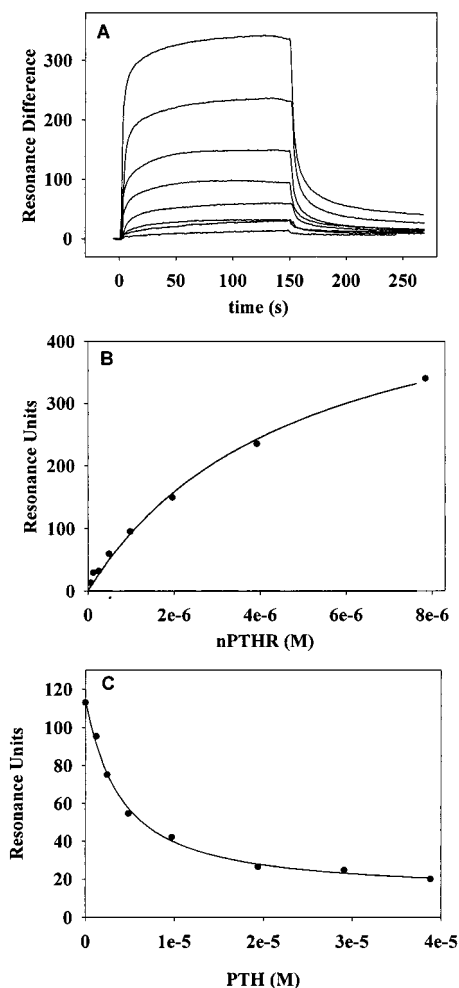 A
300
200
100
0
Resonance Difference
0 50 100 150 200 250
time (s)
B
400
300
200
100
0
Resonance Units
0 2e-6 4e-6 6e-6 8e-6
nPTHR (M)
C
120
100
80
60
40
20
0
Resonance Units
0 1e-5 2e-5 3e-5 4e-5
PTH (M)